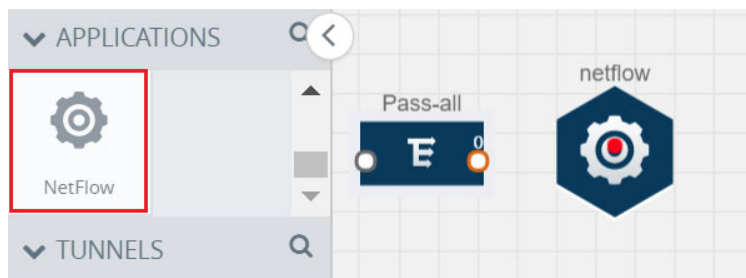 APPLICATIONS
NetFlow
TUNNELS
Pass-all
0
netflow